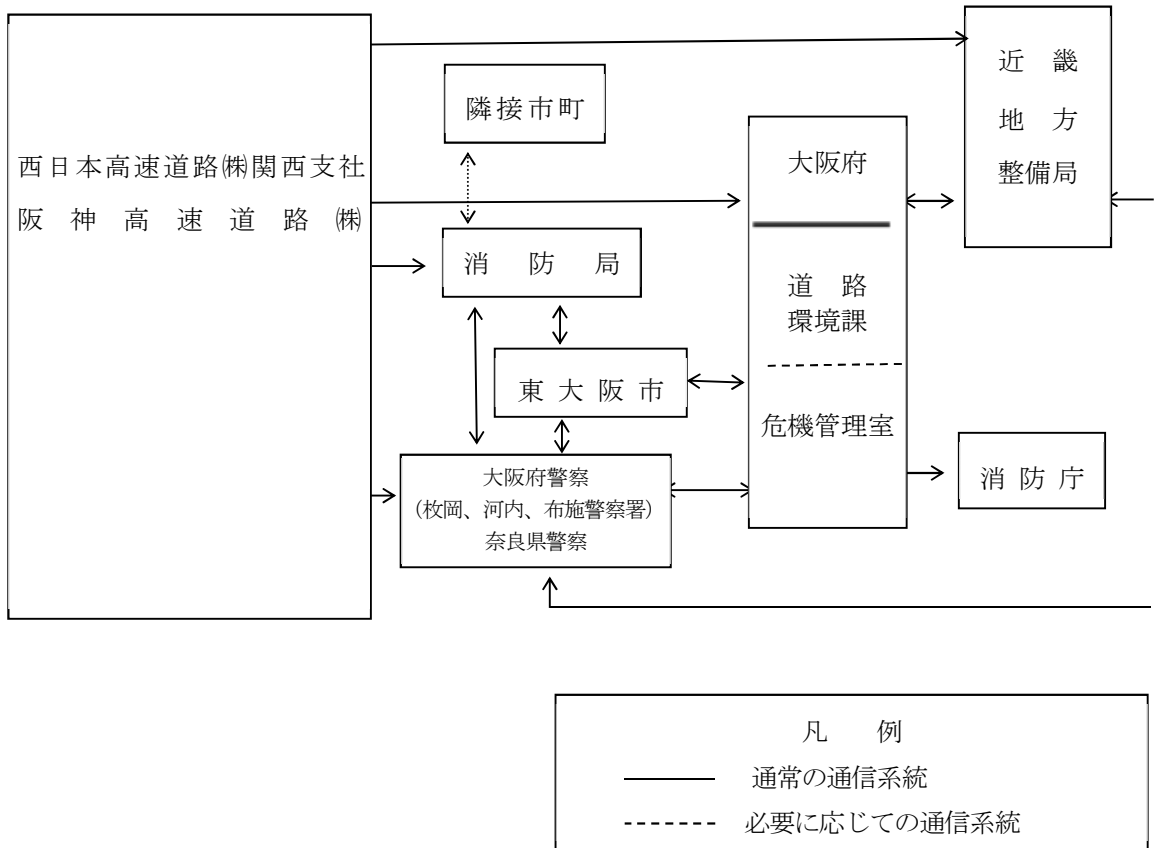 西日本高速道路㈱関西支社
阪神高速道路㈱
隣接市町
消防局
東大阪市
大阪府警察
(枚岡、河内、布施警察署)
奈良県警察
大阪府
道路
環境課
危機管理室
近畿
地方
整備局
消防庁
凡例
通常の通信系統
必要に応じての通信系統